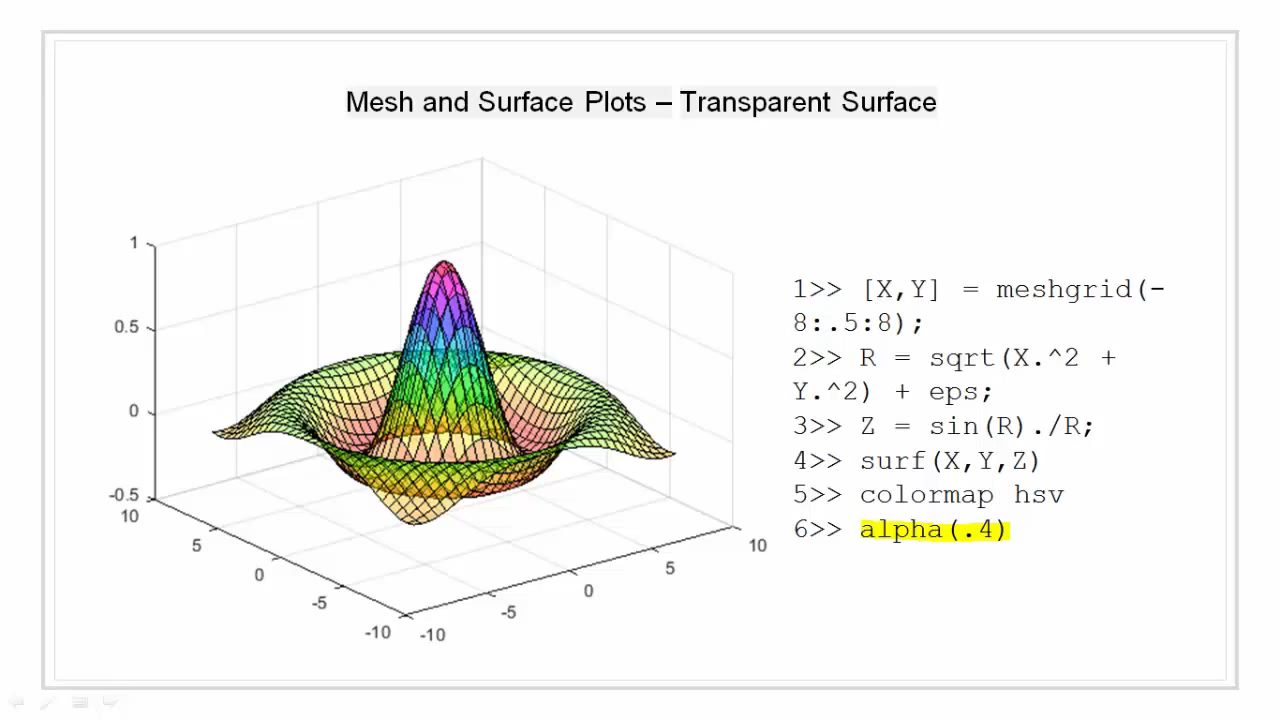 Mesh and Surface Plots – Transparent Surface
1
0.5
0
-0.5
10
5
0
-5
-10
-10
-5
0
5
10
1>> [X,Y] = meshgrid(-
8:.5:8);
2>> R = sqrt(X.^2 +
Y.^2) + eps;
3>> Z = sin(R)./R;
4>> surf(X,Y,Z)
5>> colormap hsv
6>> alpha(.4)